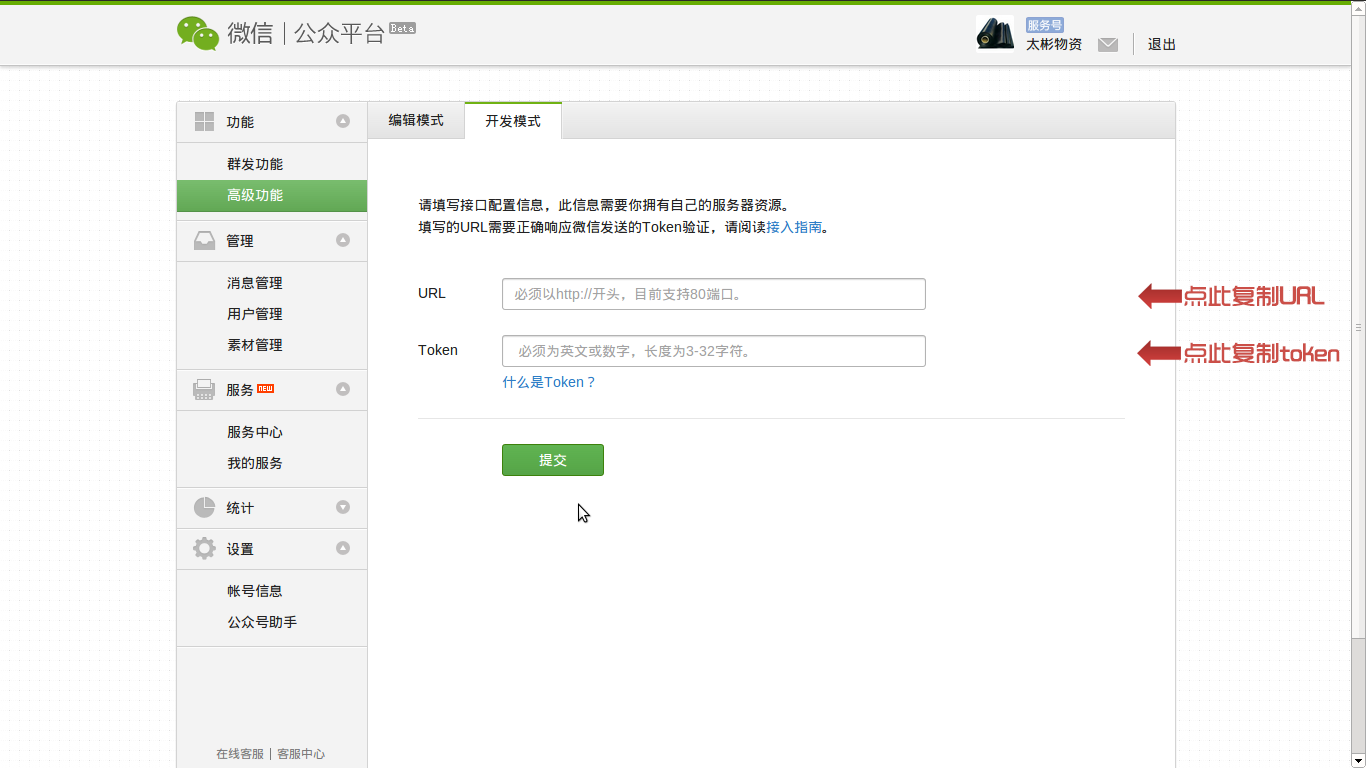 微信 | 公众平台 Beta
服务号
太彬物资
退出
功能
群发功能
高级功能
管理
消息管理
用户管理
素材管理
服务 NEW
服务中心
我的服务
统计
设置
帐号信息
公众号助手
在线客服 | 客服中心
编辑模式
开发模式
请填写接口配置信息，此信息需要你拥有自己的服务器资源。
填写的URL需要正确响应微信发送的Token验证，请阅读接入指南。
URL
必须以http://开头，目前支持80端口。
点此复制URL
Token
必须为英文或数字，长度为3-32字符。
点此复制token
什么是Token？
提交